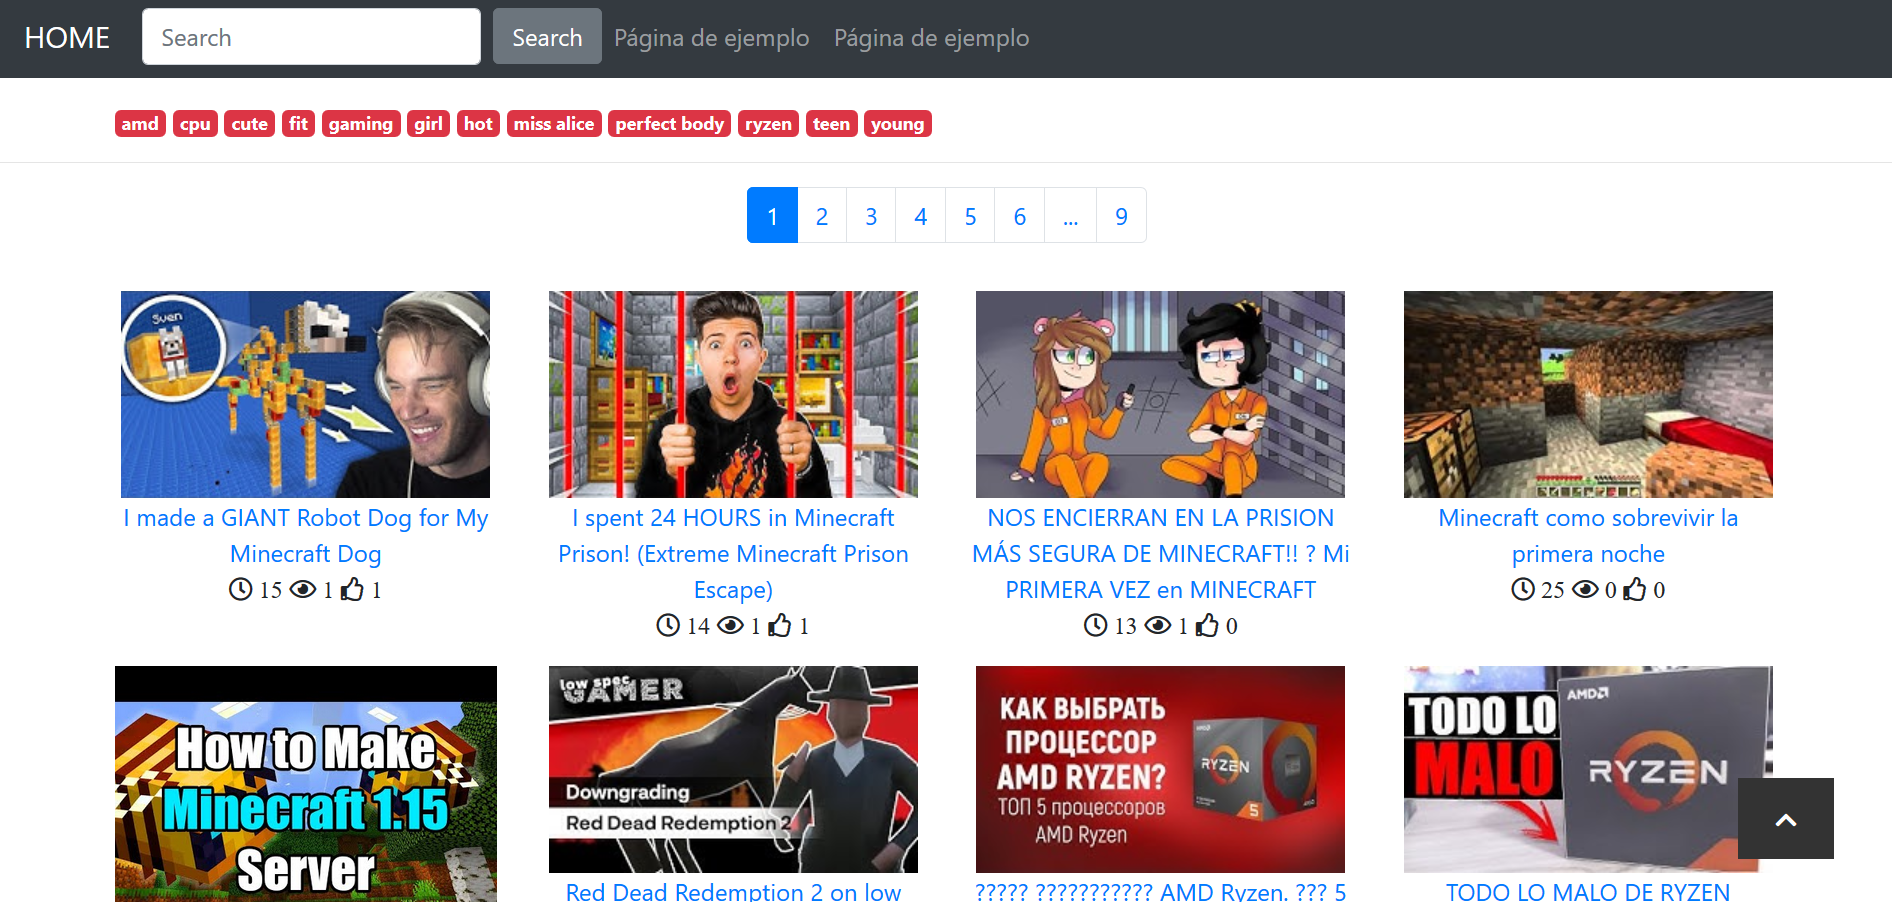 HOME Search Search Página de ejemplo Página de ejemplo
amd cpu cute fit gaming girl hot miss alice perfect body ryzen teen young
1 2 3 4 5 6 ... 9
Sven
I made a GIANT Robot Dog for My
Minecraft Dog
15 1 1
I spent 24 HOURS in Minecraft
Prison! (Extreme Minecraft Prison
Escape)
14 1 1
NOS ENCIERRAN EN LA PRISION
MÁS SEGURA DE MINECRAFT!! ? Mi
PRIMERA VEZ en MINECRAFT
13 1 0
Minecraft como sobrevivir la
primera noche
25 0 0
How to Make
Minecraft 1.15
Server
low spec
GAMER
Downgrading
Red Dead Redemption 2
Red Dead Redemption 2 on low
КАК ВЫБРАТЬ
ПРОЦЕССОР
AMD RYZEN?
ТОП 5 процессоров
AMD Ryzen
RYZEN
5
????? ??????????? AMD Ryzen. ??? 5
AMD
TODO LO
MALO
RYZEN
TODO LO MALO DE RYZEN